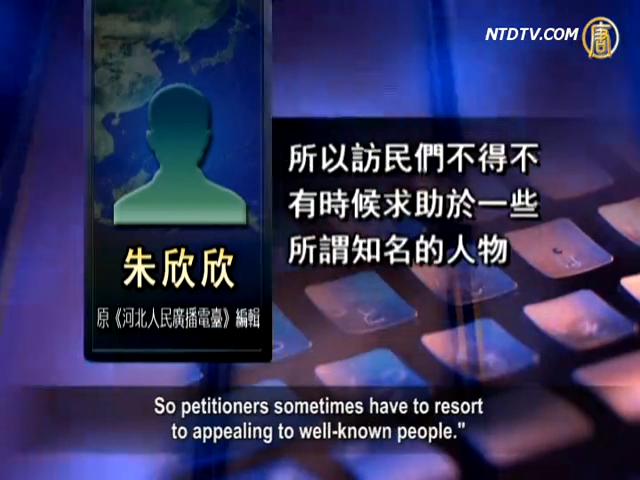 NTDTV.COM
唐
所以訪民們不得不
有時候求助於一些
所謂知名的人物
朱欣欣
原《河北人民廣播電臺》編輯
So petitioners sometimes have to resort
to appealing to well-known people."